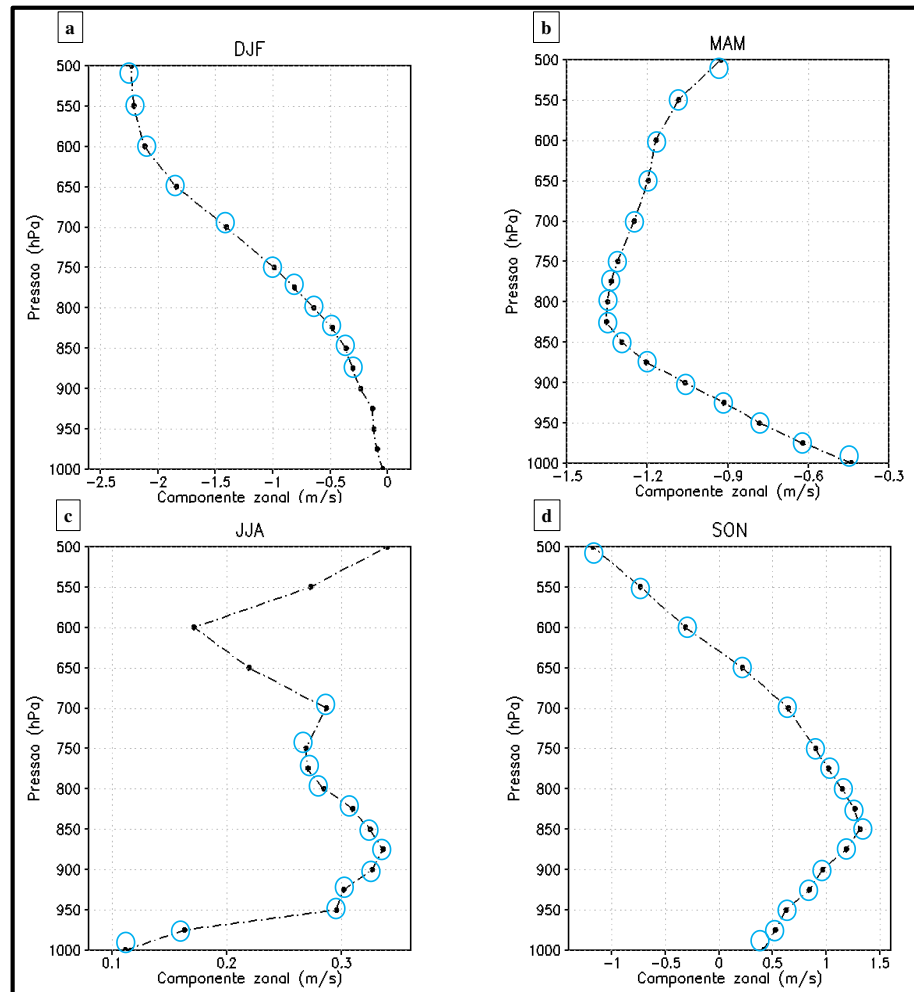 a
DJF
500
550
600
650
700
750
800
850
900
950
1000
Pressao (hPa)
−2.5 −2 −1.5 −1 −0.5 0
Componente zonal (m/s)
b
MAM
500
550
600
650
700
750
800
850
900
950
1000
Pressao (hPa)
−1.5 −1.2 −0.9 −0.6 −0.3
Componente zonal (m/s)
c
JJA
500
550
600
650
700
750
800
850
900
950
1000
Pressao (hPa)
0.1 0.2 0.3
Componente zonal (m/s)
d
SON
500
550
600
650
700
750
800
850
900
950
1000
Pressao (hPa)
−1 −0.5 0 0.5 1 1.5
Componente zonal (m/s)